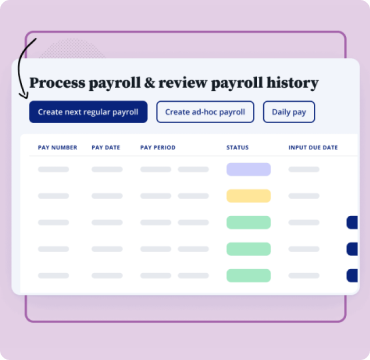 Process payroll & review payroll history
Create next regular payroll Create ad-hoc payroll Daily pay
PAY NUMBER PAY DATE PAY PERIOD STATUS INPUT DUE DATE